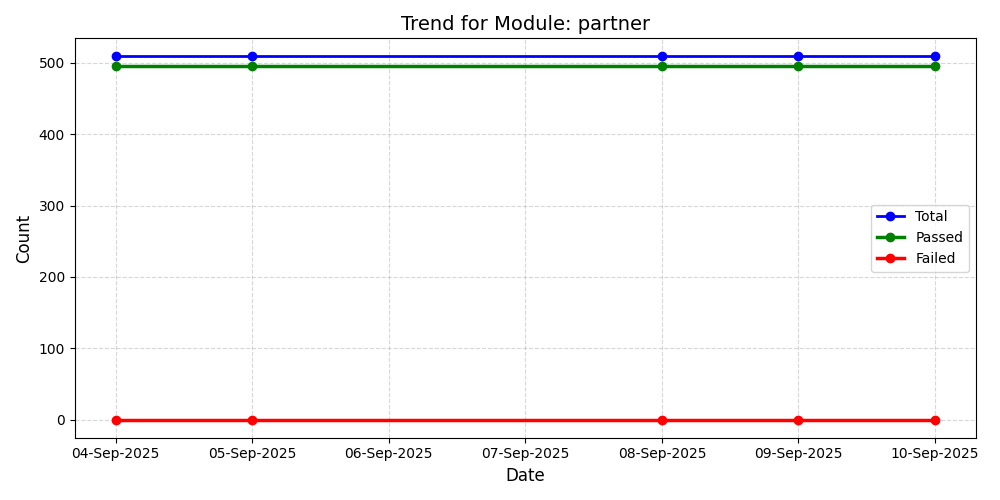 Trend for Module: partner
500
400
300
200
100
0
Count
Total
Passed
Failed
04-Sep-2025 05-Sep-2025 06-Sep-2025 07-Sep-2025 08-Sep-2025 09-Sep-2025 10-Sep-2025
Date